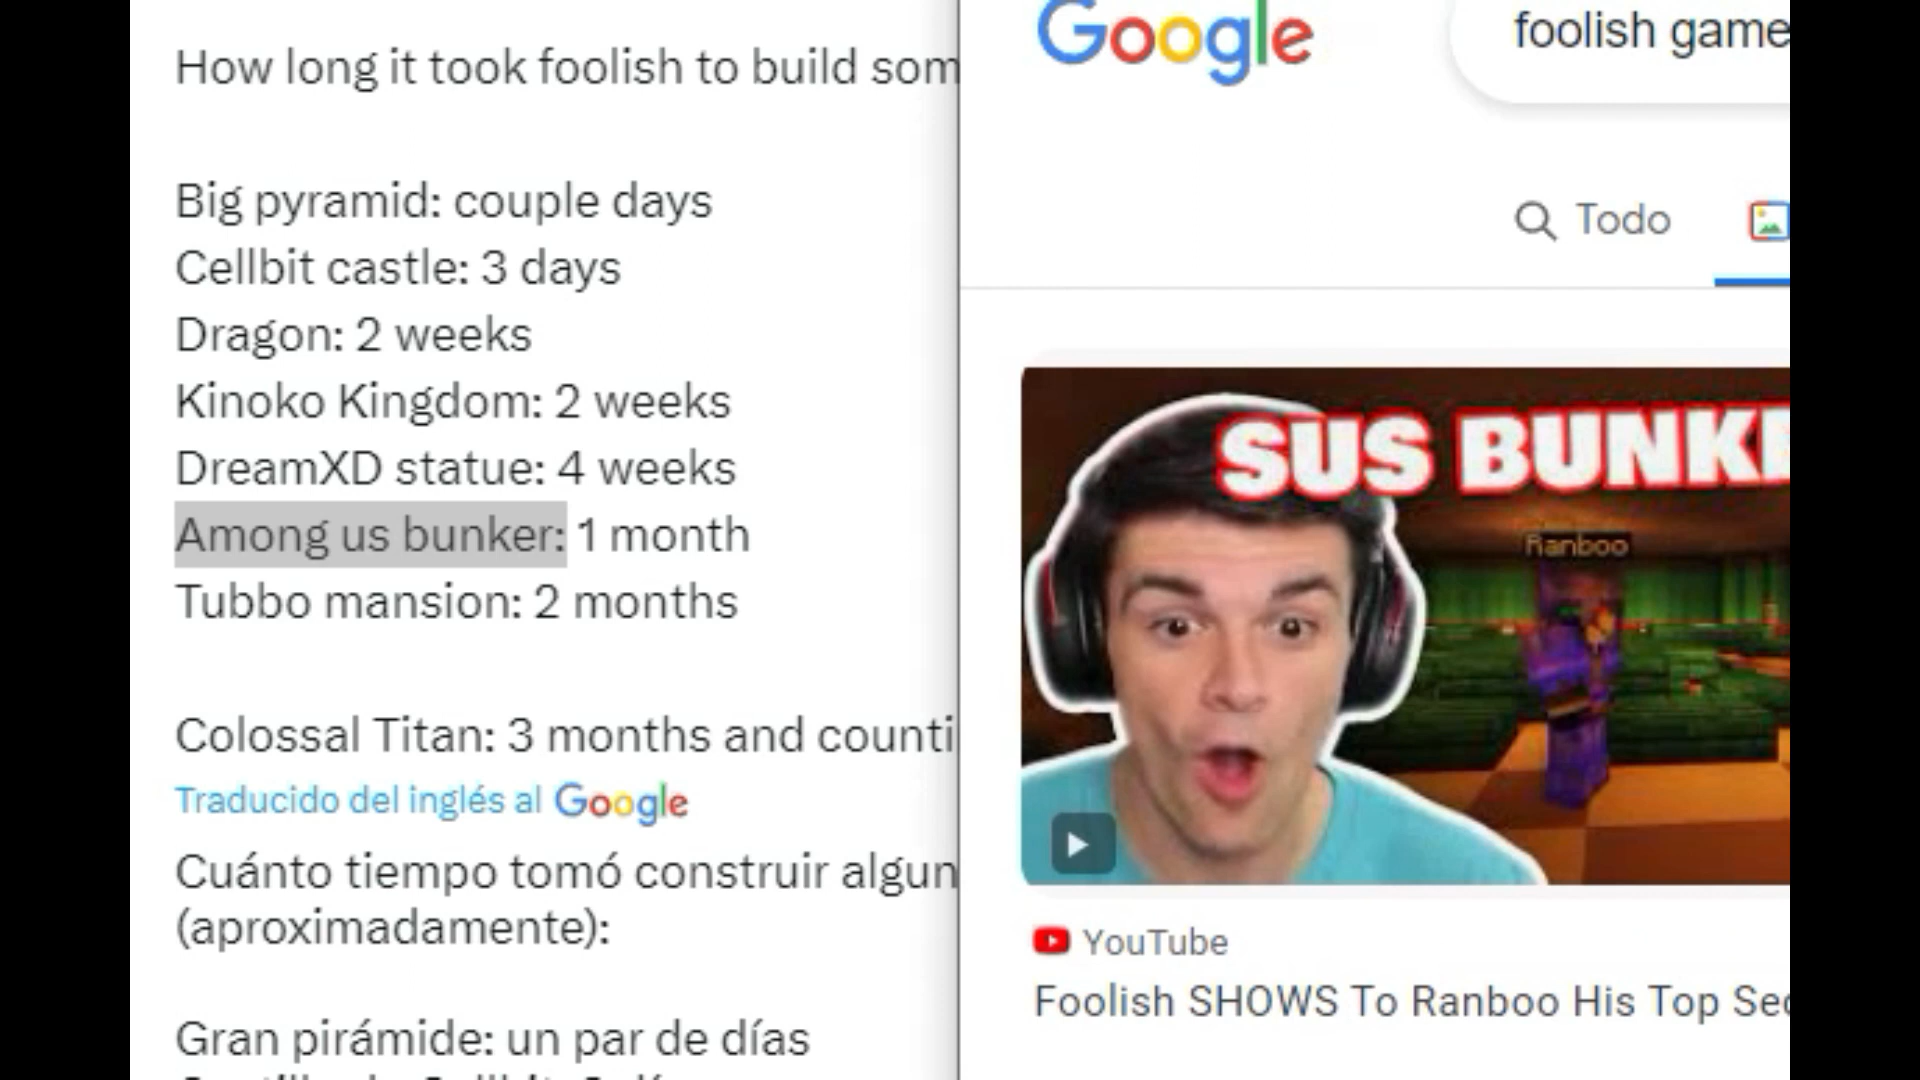 How long it took foolish to build som
Big pyramid: couple days
Cellbit castle: 3 days
Dragon: 2 weeks
Kinoko Kingdom: 2 weeks
DreamXD statue: 4 weeks
Among us bunker: 1 month
Tubbo mansion: 2 months
Colossal Titan: 3 months and counti
Traducido del inglés al Google
Cuánto tiempo tomó construir algun
(aproximadamente):
Gran pirámide: un par de días
Google
foolish game
Todo
SUS BUNKE
Ranboo
YouTube
Foolish SHOWS To Ranboo His Top Sec